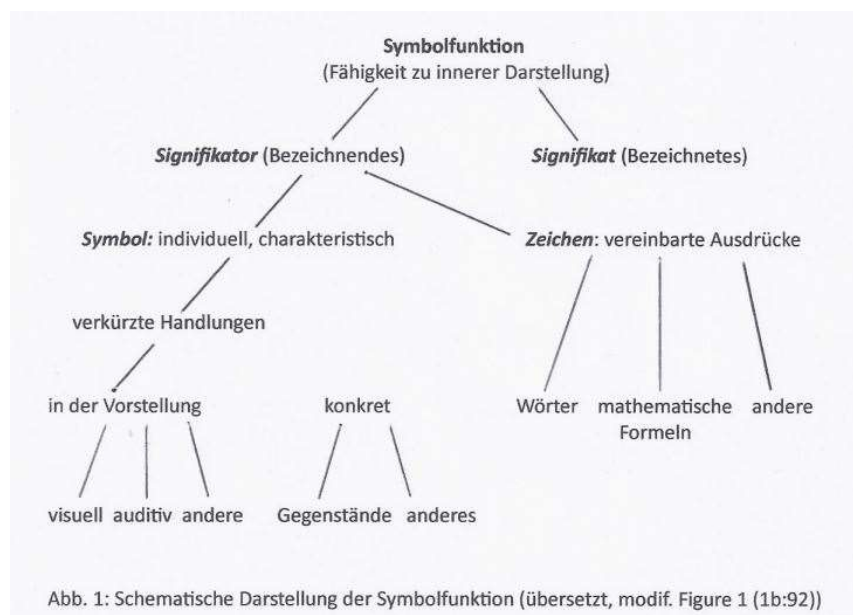 Symbolfunktion
(Fähigkeit zu innerer Darstellung)
Signifikator (Bezeichnendes)
Signifikat (Bezeichnetes)
Symbol: individuell, charakteristisch
Zeichen: vereinbarte Ausdrücke
verkürzte Handlungen
in der Vorstellung
konkret
Wörter
mathematische
Formeln
andere
visuell auditiv andere
Gegenstände anderes
Abb. 1: Schematische Darstellung der Symbolfunktion (übersetzt, modif. Figure 1 (1b:92))